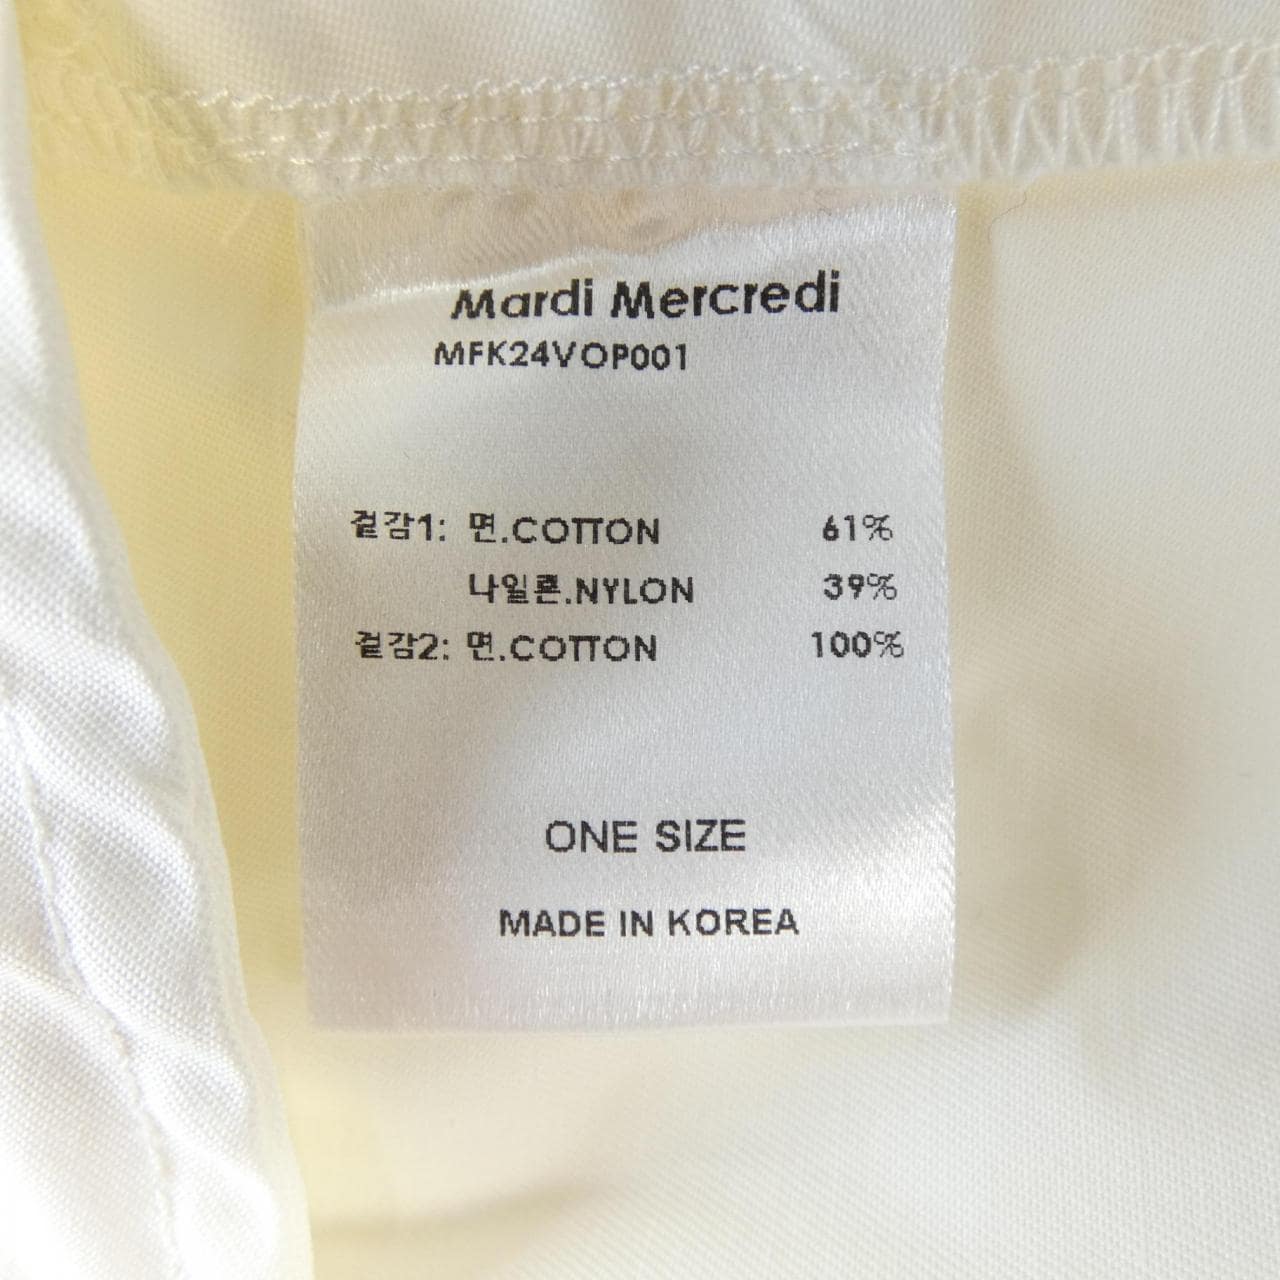 Mardi Mercredi
MFK24VOP001
겉감1: 면.COTTON 61%
나일론.NYLON 39%
겉감2: 면.COTTON 100%
ONE SIZE
MADE IN KOREA